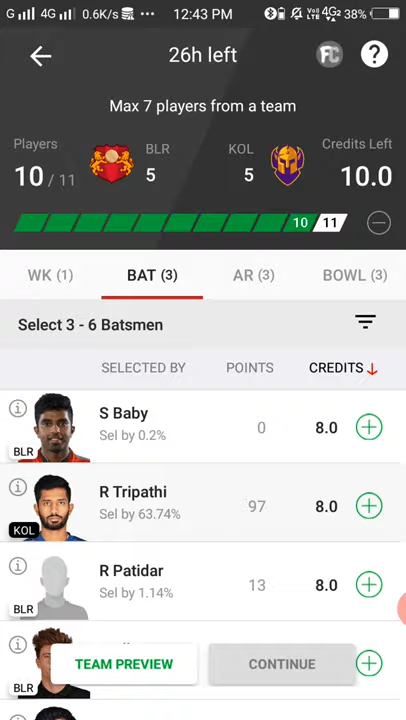 G 4G 0.6K/s ... 12:43 PM VoI LTE 4G2 38%
26h left FC ?
Max 7 players from a team
Players BLR KOL Credits Left
10 / 11 5 5 10.0
10 11
WK (1) BAT (3) AR (3) BOWL (3)
Select 3 - 6 Batsmen
SELECTED BY POINTS CREDITS
S Baby
Sel by 0.2% 0 8.0
BLR
R Tripathi
Sel by 63.74% 97 8.0
KOL
R Patidar
Sel by 1.14% 13 8.0
BLR
TEAM PREVIEW CONTINUE
BLR